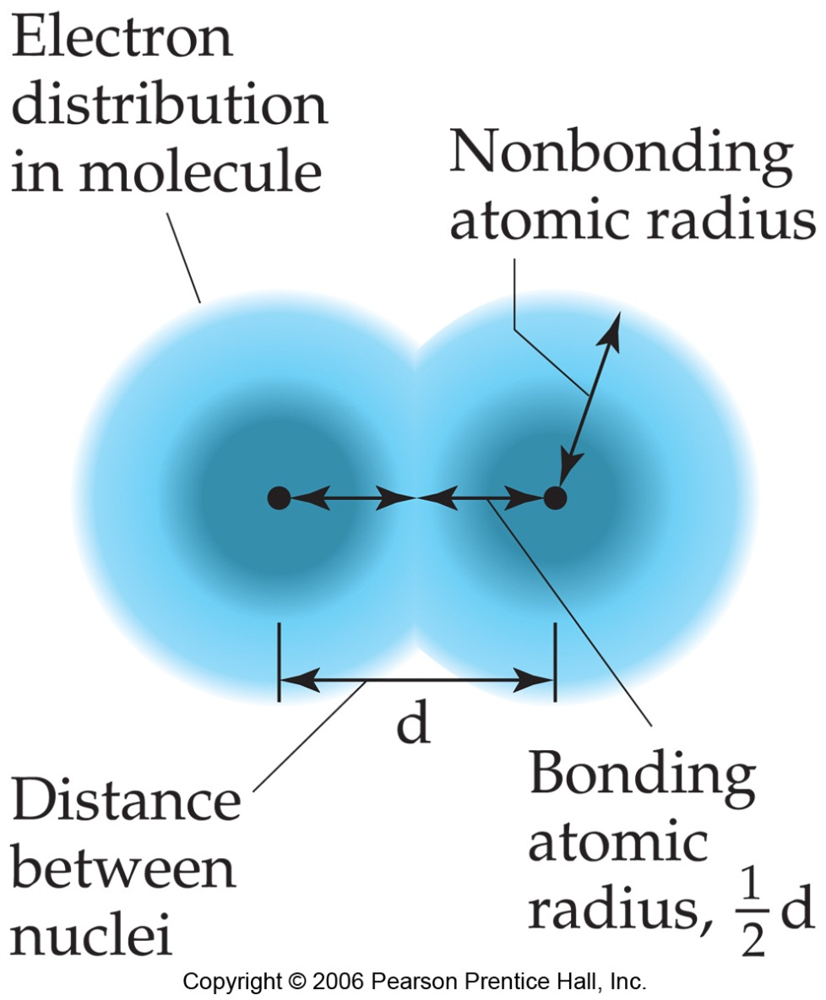 Electron
distribution
in molecule
Nonbonding
atomic radius
d
Distance
between
nuclei
Bonding
atomic
radius, 1/2 d
Copyright © 2006 Pearson Prentice Hall, Inc.